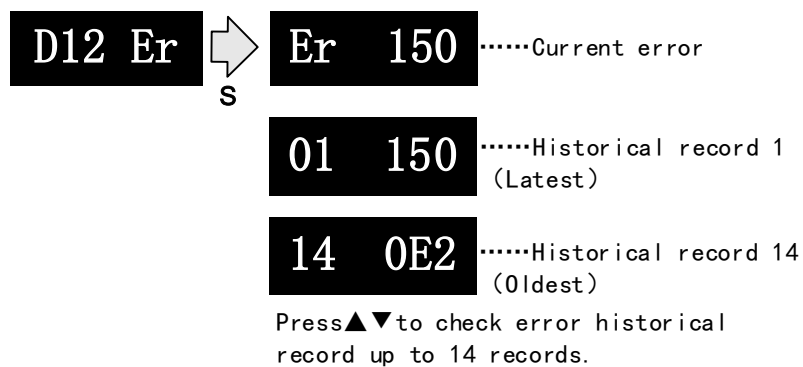 D12 Er
S
Er 150 ……Current error
01 150 ……Historical record 1
(Latest)
14 0E2 ……Historical record 14
(Oldest)
Press▲▼to check error historical
record up to 14 records.